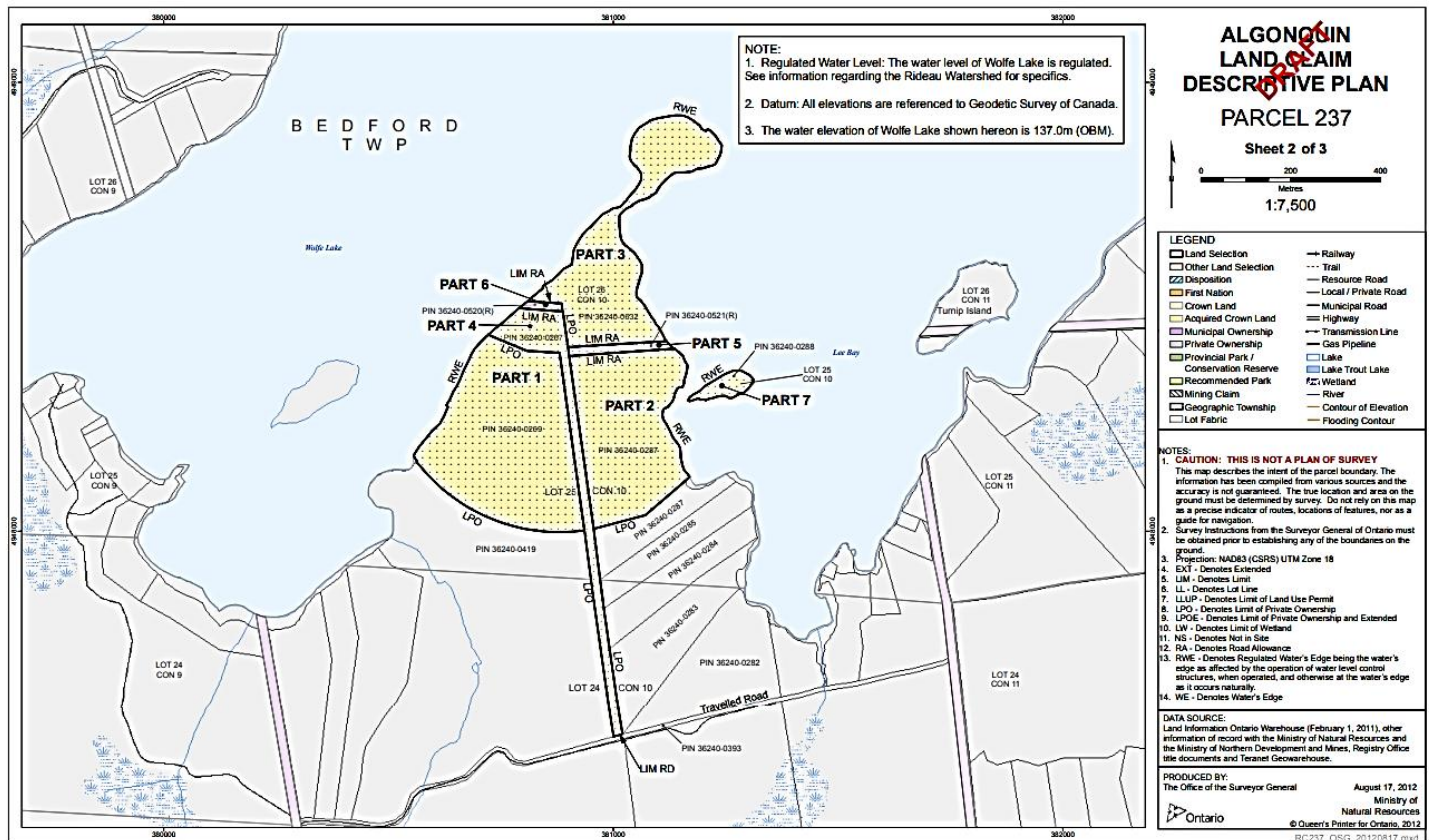 380000
381000
382000
4949000
4949000
4948000
4948000
380000
381000
382000
NOTE:
1. Regulated Water Level: The water level of Wolfe Lake is regulated.
See information regarding the Rideau Watershed for specifics.
2. Datum: All elevations are referenced to Geodetic Survey of Canada.
3. The water elevation of Wolfe Lake shown hereon is 137.0m (OBM).
BEDFORD
TWP
LOT 26
CON 9
Wolfe Lake
RWE
PART 3
LIM RA
PART 6
LOT 26
CON 10
PIN 36240-0520(R)
LIM RA
LPO
PART 4
PIN 36240-0267
LPO
LIM RA
PIN 36240-0521(R)
PART 5
LIM RA
PIN 36240-0288
RWE
PART 1
PART 2
RWE
LOT 25
CON 10
PART 7
Lee Bay
LOT 26
CON 11
Turnip Island
PIN 36240-0269
PIN 36240-0287
RWE
LOT 25
CON 9
LOT 25 CON 10
LOT 25
CON 11
LPO
LPO
PIN 36240-0419
PIN 36240-0287
PIN 36240-0285
PIN 36240-0284
PIN 36240-0283
LPO
LPO
PIN 36240-0282
LOT 24
CON 9
LOT 24 CON 10
LOT 24
CON 11
Travelled Road
PIN 36240-0393
LIM RD
ALGONQUIN
LAND CLAIM
DESCRIPTIVE PLAN
DRAFT
PARCEL 237
Sheet 2 of 3
0 200 400
Metres
1:7,500
LEGEND
Land Selection
Other Land Selection
Disposition
First Nation
Crown Land
Acquired Crown Land
Municipal Ownership
Private Ownership
Provincial Park /
Conservation Reserve
Recommended Park
Mining Claim
Geographic Township
Lot Fabric
Railway
Trail
Resource Road
Local / Private Road
Municipal Road
Highway
Transmission Line
Gas Pipeline
Lake
Lake Trout Lake
Wetland
River
Contour of Elevation
Flooding Contour
NOTES:
1. CAUTION: THIS IS NOT A PLAN OF SURVEY
This map describes the intent of the parcel boundary. The
information has been compiled from various sources and the
accuracy is not guaranteed. The true location and area on the
ground must be determined by survey. Do not rely on this map
as a precise indicator of routes, locations of features, nor as a
guide for navigation.
2. Survey Instructions from the Surveyor General of Ontario must
be obtained prior to establishing any of the boundaries on the
ground.
3. Projection: NAD83 (CSRS) UTM Zone 18
4. EXT - Denotes Extended
5. LIM - Denotes Limit
6. LL - Denotes Lot Line
7. LLUP - Denotes Limit of Land Use Permit
8. LPO - Denotes Limit of Private Ownership
9. LPOE - Denotes Limit of Private Ownership and Extended
10. LW - Denotes Limit of Wetland
11. NS - Denotes Not in Site
12. RA - Denotes Road Allowance
13. RWE - Denotes Regulated Water's Edge being the water's
edge as affected by the operation of water level control
structures, when operated, and otherwise at the water's edge
as it occurs naturally.
14. WE - Denotes Water's Edge
DATA SOURCE:
Land Information Ontario Warehouse (February 1, 2011), other
information of record with the Ministry of Natural Resources and
the Ministry of Northern Development and Mines, Registry Office
title documents and Teranet Geowarehouse.
PRODUCED BY:
The Office of the Surveyor General August 17, 2012
Ministry of
Natural Resources
Ontario
© Queen's Printer for Ontario, 2012
RC237_OSG_20120817.mxd